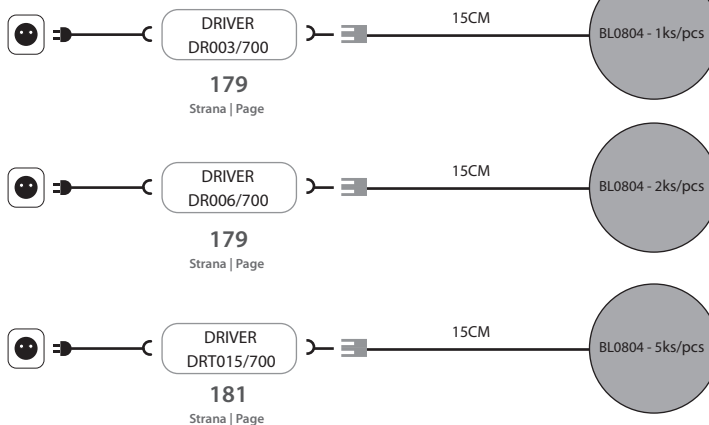 DRIVER
DR003/700
15CM
BL0804 - 1ks/pcs
179
Strana | Page
DRIVER
DR006/700
15CM
BL0804 - 2ks/pcs
179
Strana | Page
DRIVER
DRT015/700
15CM
BL0804 - 5ks/pcs
181
Strana | Page